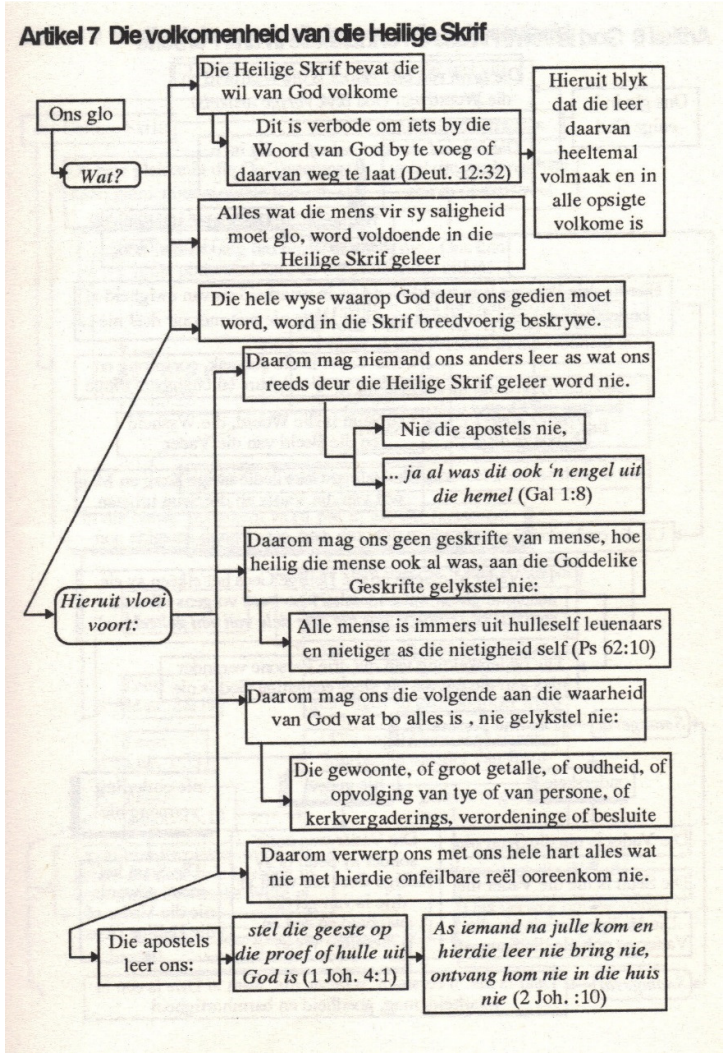 Artikel 7 Die volkomenheid van die Heilige Skrif
Die Heilige Skrif bevat die
wil van God volkome
Ons glo
Wat?
Dit is verbode om iets by die
Woord van God by te voeg of
daarvan weg te laat (Deut. 12:32)
Hieruit blyk
dat die leer
daarvan
heeltemal
volmaak en in
alle opsigte
volkome is
Alles wat die mens vir sy saligheid
moet glo, word voldoende in die
Heilige Skrif geleer
Die hele wyse waarop God deur ons gedien moet
word, word in die Skrif breedvoerig beskrywe.
Daarom mag niemand ons anders leer as wat ons
reeds deur die Heilige Skrif geleer word nie.
Nie die apostels nie,
... ja al was dit ook ‘n engel uit
die hemel (Gal 1:8)
Daarom mag ons geen geskrifte van mense, hoe
heilig die mense ook al was, aan die Goddelike
Geskrifte gelykstel nie:
Hieruit vloei
voort:
Alle mense is immers uit hulleself leuenaars
en nietiger as die nietigheid self (Ps 62:10)
Daarom mag ons die volgende aan die waarheid
van God wat bo alles is , nie gelykstel nie:
Die gewoonte, of groot getalle, of oudheid, of
opvolging van tye of van persone, of
kerkvergaderings, verordeninge of besluite
Daarom verwerp ons met ons hele hart alles wat
nie met hierdie onfeilbare reël ooreenkom nie.
Die apostels
leer ons:
stel die geeste op
die proef of hulle uit
God is (1 Joh. 4:1)
As iemand na julle kom en
hierdie leer nie bring nie,
ontvang hom nie in die huis
nie (2 Joh. :10)